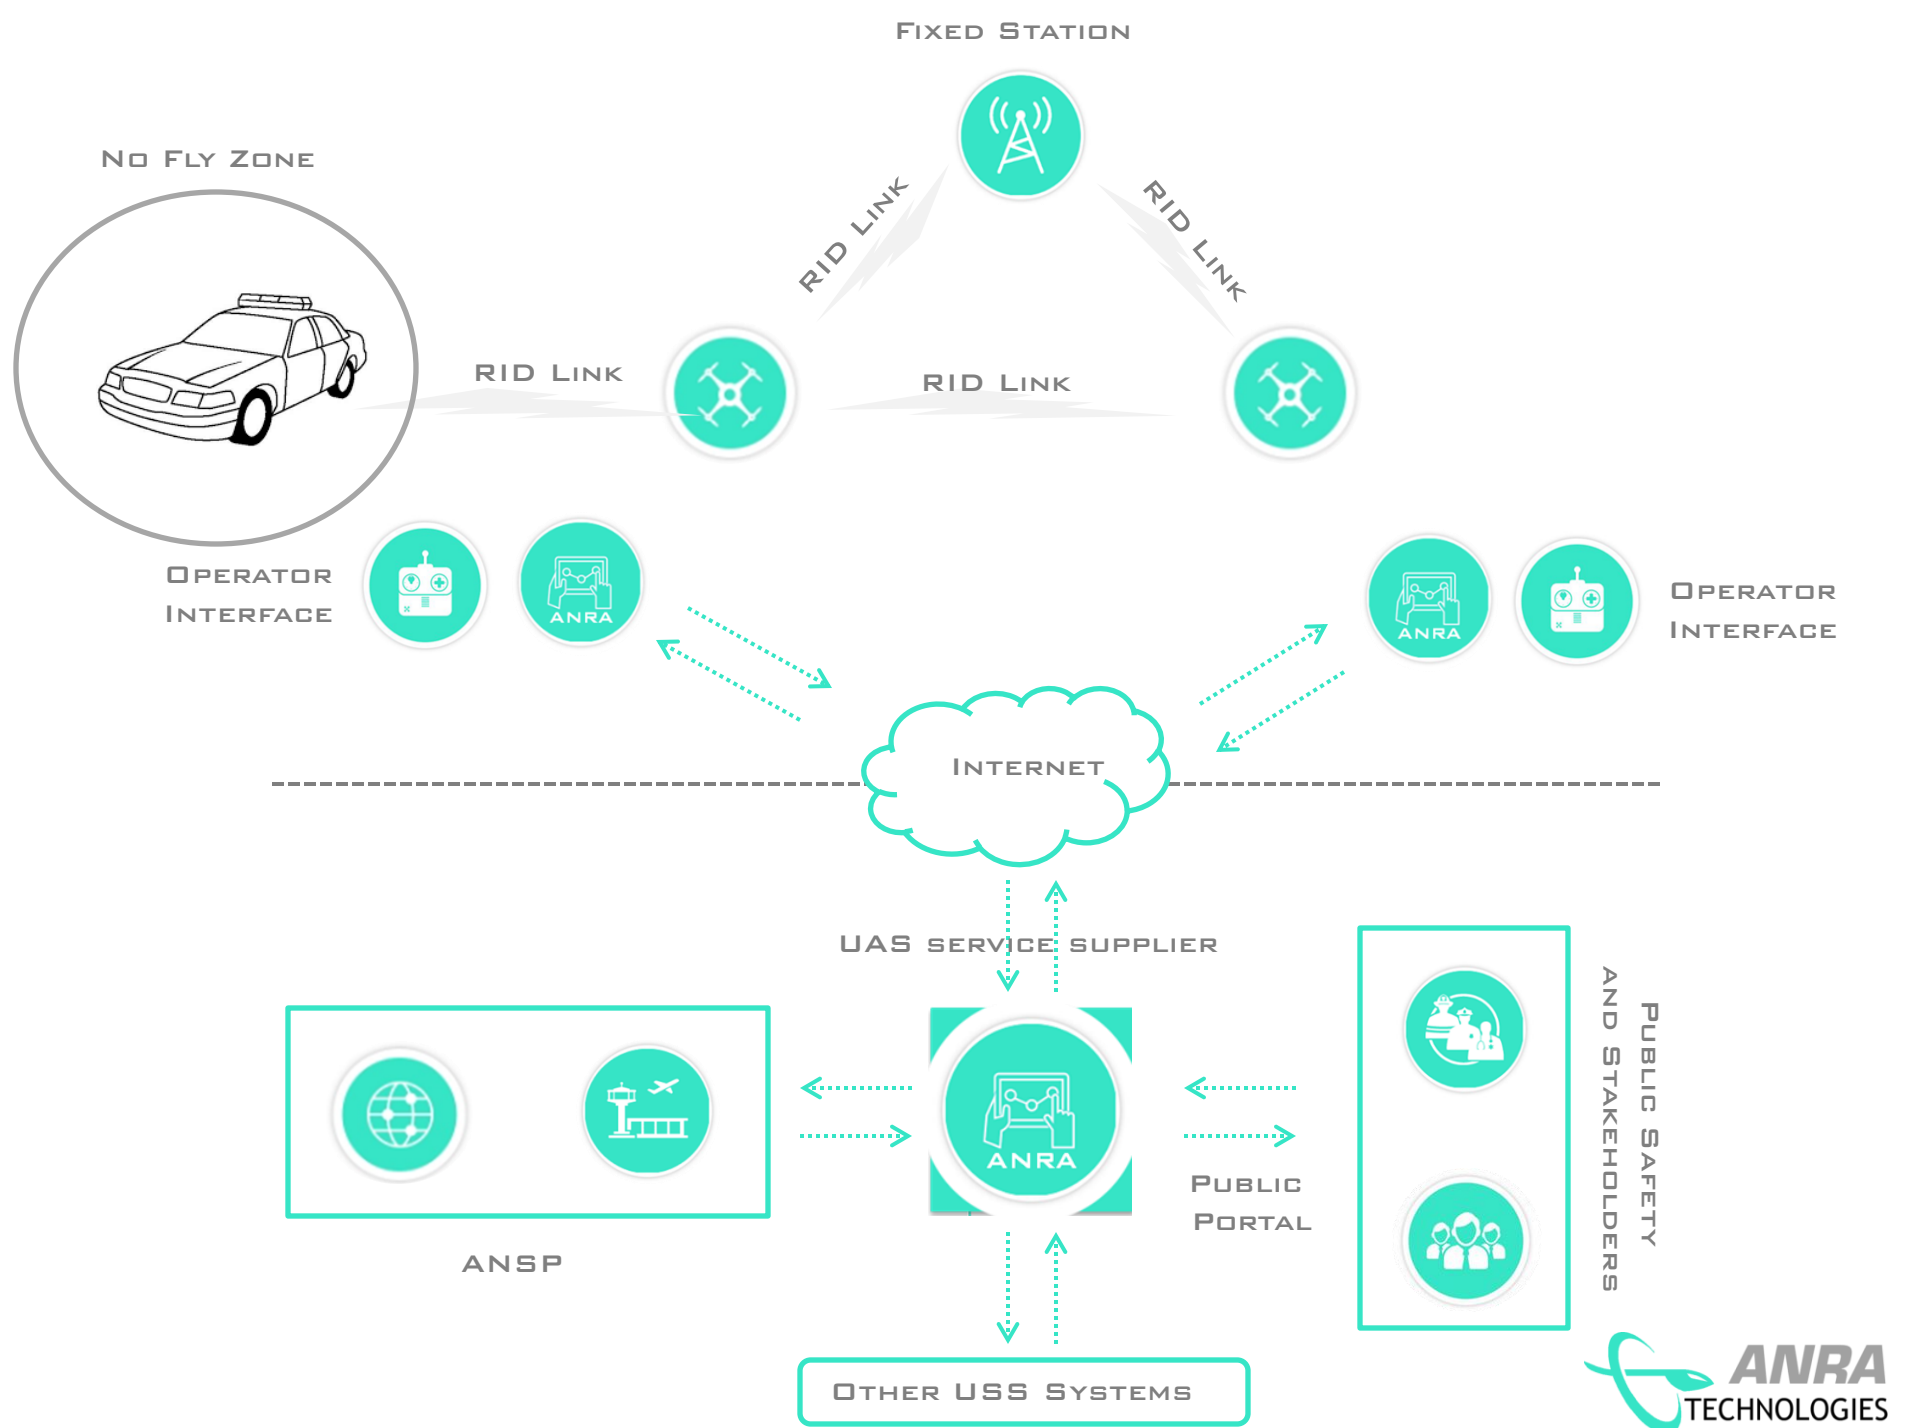 Fixed Station
No Fly Zone
RID Link
RID Link
RID Link
RID Link
Operator
Interface
ANRA
ANRA
Operator
Interface
Internet
UAS service supplier
ANRA
Public
Portal
Public Safety
and Stakeholders
ANSP
Other USS Systems
ANRA
TECHNOLOGIES